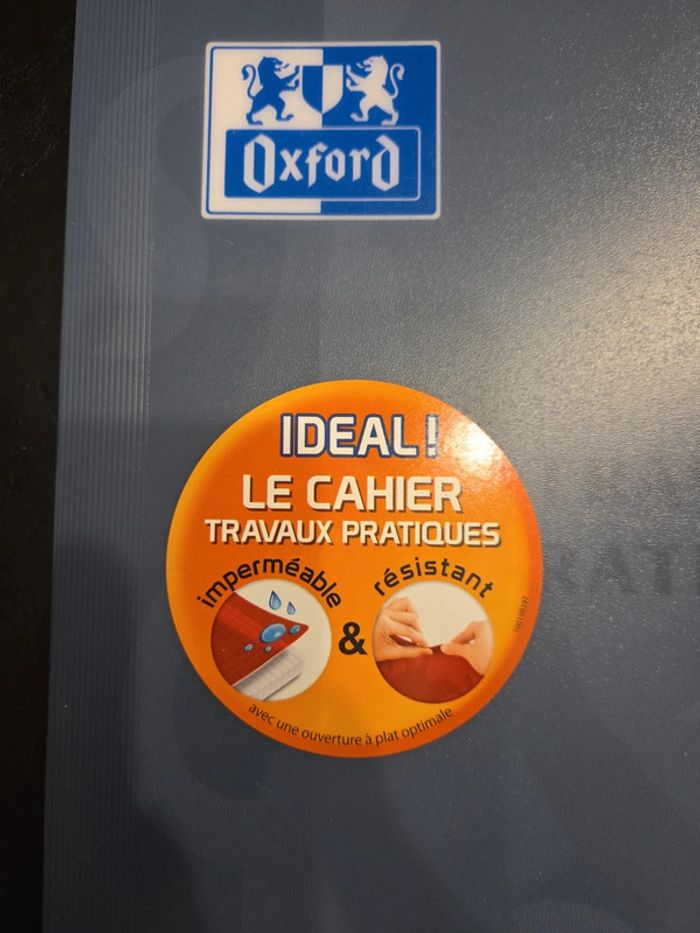 Oxford
IDEAL!
LE CAHIER
TRAVAUX PRATIQUES
imperméable
&
résistant
avec une ouverture à plat optimale